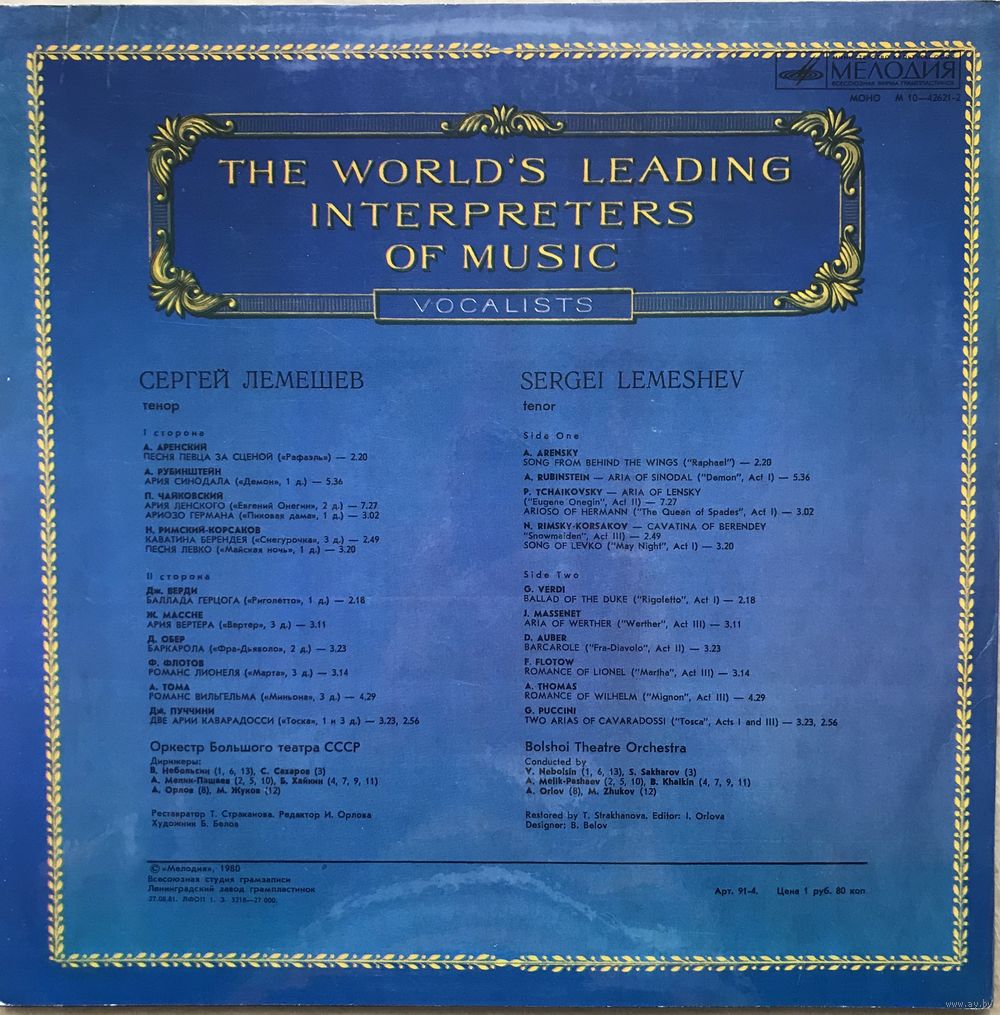 МЕЛОДИЯ
ВСЕСОЮЗНАЯ ФИРМА ГРАМПЛАСТИНОК
МОНО М 10—42621-2
THE WORLD'S LEADING
INTERPRETERS
OF MUSIC
VOCALISTS
СЕРГЕЙ ЛЕМЕШЕВ
тенор
I сторона
А. АРЕНСКИЙ
ПЕСНЯ ПЕВЦА ЗА СЦЕНОЙ («Рафаэль») — 2.20
А. РУБИНШТЕЙН
АРИЯ СИНОДАЛА («Демон», 1 д.) — 5.36
П. ЧАЙКОВСКИЙ
АРИЯ ЛЕНСКОГО («Евгений Онегин», 2 д.) — 7.27
АРИОЗО ГЕРМАНА («Пиковая дама», 1 д.) — 3.02
Н. РИМСКИЙ-КОРСАКОВ
КАВАТИНА БЕРЕНДЕЯ («Снегурочка», 3 д.) — 2.49
ПЕСНЯ ЛЕВКО («Майская ночь», 1 д.) — 3.20
II сторона
Дж. ВЕРДИ
БАЛЛАДА ГЕРЦОГА («Риголетто», 1 д.) — 2.18
Ж. МАССНЕ
АРИЯ ВЕРТЕРА («Вертер», 3 д.) — 3.11
Д. ОБЕР
БАРКАРОЛА («Фра-Дьяволо», 2 д.) — 3.23
Ф. ФЛОТОВ
РОМАНС ЛИОНЕЛЯ («Марта», 3 д.) — 3.14
А. ТОМА
РОМАНС ВИЛЬГЕЛЬМА («Миньона», 3 д.) — 4.29
Дж. ПУЧЧИНИ
ДВЕ АРИИ КАВАРАДОССИ («Тоска», 1 и 3 д.) — 3.23, 2.56
Оркестр Большого театра СССР
Дирижеры:
В. Небольсин (1, 6, 13), С. Сахаров (3)
А. Мелик-Пашаев (2, 5, 10), Б. Хайкин (4, 7, 9, 11)
А. Орлов (8), М. Жуков (12)
Реставратор Т. Страканова. Редактор И. Орлова
Художник Б. Белов
SERGEI LEMESHEV
tenor
Side One
A. ARENSKY
SONG FROM BEHIND THE WINGS ("Raphael") — 2.20
A. RUBINSTEIN — ARIA OF SINODAL ("Demon", Act I) — 5.36
P. TCHAIKOVSKY — ARIA OF LENSKY
("Eugene Onegin", Act II) — 7.27
ARIOSO OF HERMANN ("The Queen of Spades", Act I) — 3.02
N. RIMSKY-KORSAKOV — CAVATINA OF BERENDEY
"Snowmaiden", Act III) — 2.49
SONG OF LEVKO ("May Night", Act I) — 3.20
Side Two
G. VERDI
BALLAD OF THE DUKE ("Rigoletto", Act I) — 2.18
J. MASSENET
ARIA OF WERTHER ("Werther", Act III) — 3.11
D. AUBER
BARCAROLE ("Fra-Diavolo", Act II) — 3.23
F. FLOTOW
ROMANCE OF LIONEL ("Martha", Act III) — 3.14
A. THOMAS
ROMANCE OF WILHELM ("Mignon", Act III) — 4.29
G. PUCCINI
TWO ARIAS OF CAVARADOSSI ("Tosca", Acts I and III) — 3.23, 2.56
Bolshoi Theatre Orchestra
Conducted by
V. Nebolsin (1, 6, 13), S. Sakharov (3)
A. Melik-Pashaev (2, 5, 10), B. Khaikin (4, 7, 9, 11)
A. Orlov (8), M. Zhukov (12)
Restored by T. Strakhanova. Editor: I. Orlova
Designer: B. Belov
© «Мелодия», 1980
Всесоюзная студия грамзаписи
Ленинградский завод грампластинок
27.08.81. ЛФОП 1. З. 5218—27 000.
Арт. 91-4. Цена 1 руб. 80 коп.
www.ay.by